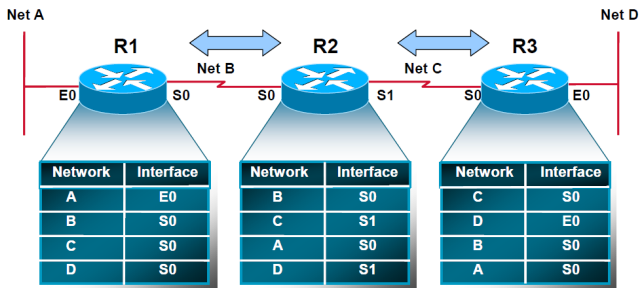 Net A
Net D
R1
R2
R3
Net B
Net C
E0
S0
S0
S1
S0
E0
Network Interface
A E0
B S0
C S0
D S0
Network Interface
B S0
C S1
A S0
D S1
Network Interface
C S0
D E0
B S0
A S0